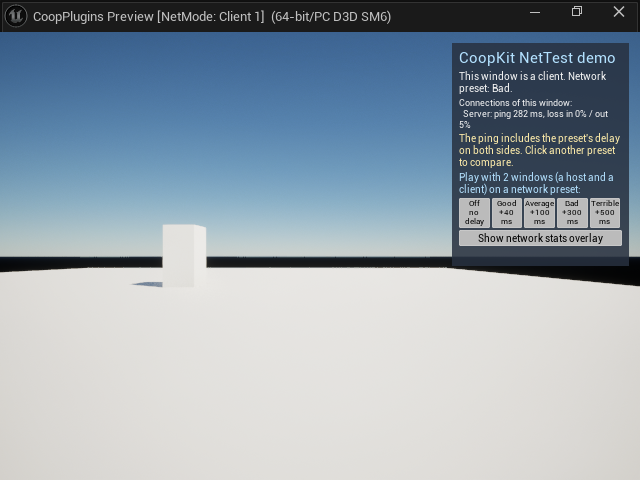 CoopPlugins Preview [NetMode: Client 1] (64-bit/PC D3D SM6)
CoopKit NetTest demo
This window is a client. Network
preset: Bad.
Connections of this window:
Server: ping 282 ms, loss in 0% / out
5%
The ping includes the preset's delay
on both sides. Click another preset
to compare.
Play with 2 windows (a host and a
client) on a network preset:
Off no delay
Good +40 ms
Average +100 ms
Bad +300 ms
Terrible +500 ms
Show network stats overlay